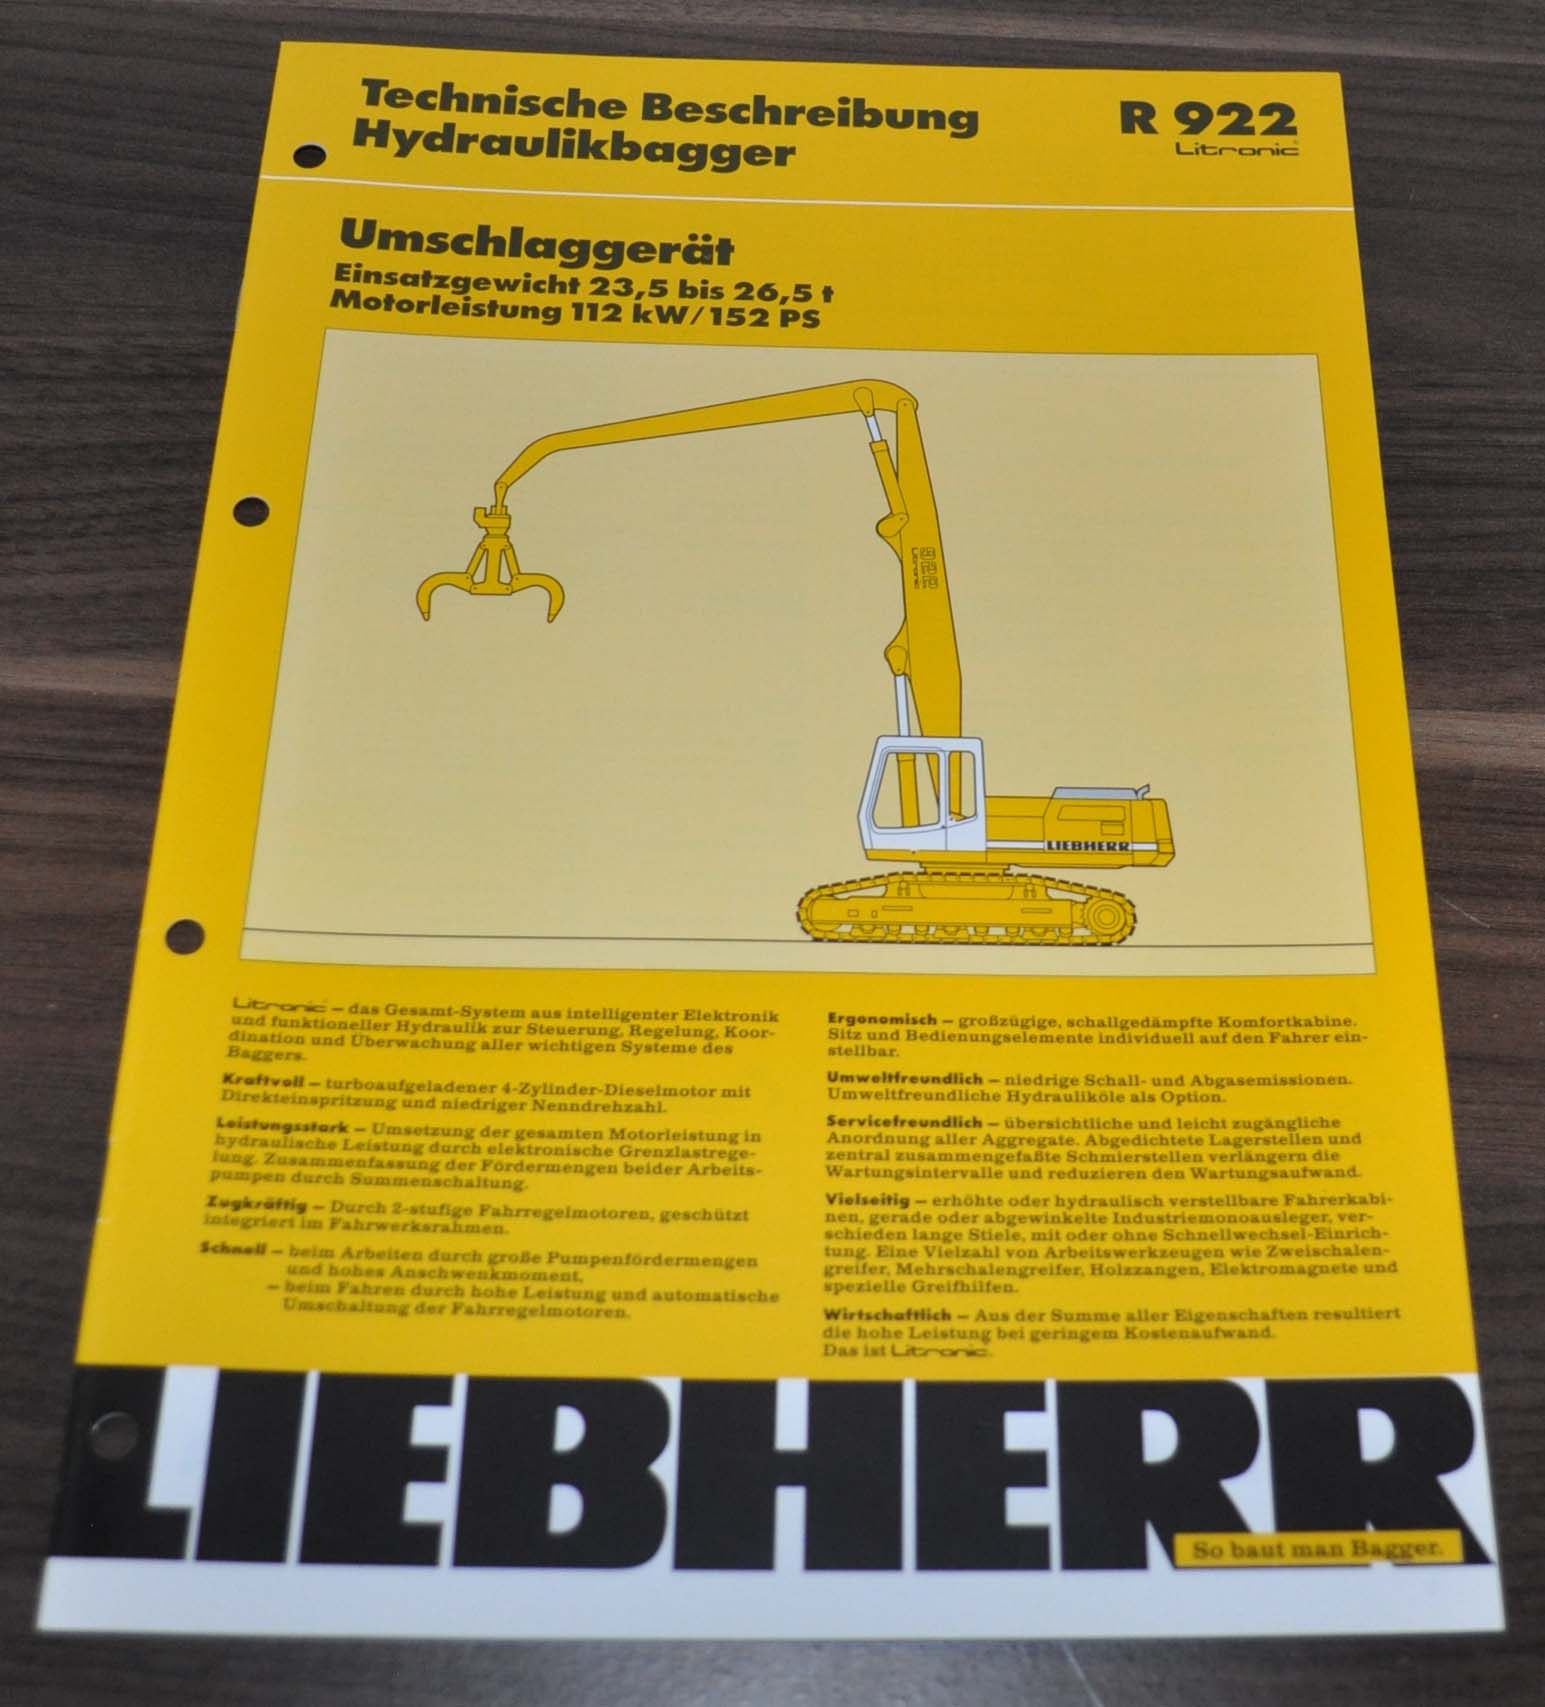 Technische Beschreibung
Hydraulikbagger
R 922
Litronic®
Umschlaggerät
Einsatzgewicht 23,5 bis 26,5 t
Motorleistung 112 kW/152 PS
922
Litronic
LIEBHERR
Litronic® – das Gesamt-System aus intelligenter Elektronik
und funktioneller Hydraulik zur Steuerung, Regelung, Koor-
dination und Überwachung aller wichtigen Systeme des
Baggers.
Kraftvoll – turboaufgeladener 4-Zylinder-Dieselmotor mit
Direkteinspritzung und niedriger Nenndrehzahl.
Leistungsstark – Umsetzung der gesamten Motorleistung in
hydraulische Leistung durch elektronische Grenzlastrege-
lung. Zusammenfassung der Fördermengen beider Arbeits-
pumpen durch Summenschaltung.
Zugkräftig – Durch 2-stufige Fahrregelmotoren, geschützt
integriert im Fahrwerksrahmen.
Schnell – beim Arbeiten durch große Pumpenfördermengen
und hohes Anschwenkmoment,
– beim Fahren durch hohe Leistung und automatische
Umschaltung der Fahrregelmotoren.
Ergonomisch – großzügige, schallgedämpfte Komfortkabine.
Sitz und Bedienungselemente individuell auf den Fahrer ein-
stellbar.
Umweltfreundlich – niedrige Schall- und Abgasemissionen.
Umweltfreundliche Hydrauliköle als Option.
Servicefreundlich – übersichtliche und leicht zugängliche
Anordnung aller Aggregate. Abgedichtete Lagerstellen und
zentral zusammengefaßte Schmierstellen verlängern die
Wartungsintervalle und reduzieren den Wartungsaufwand.
Vielseitig – erhöhte oder hydraulisch verstellbare Fahrerkabi-
nen, gerade oder abgewinkelte Industriemonoausleger, ver-
schieden lange Stiele, mit oder ohne Schnellwechsel-Einrich-
tung. Eine Vielzahl von Arbeitswerkzeugen wie Zweischalen-
greifer, Mehrschalengreifer, Holzzangen, Elektromagnete und
spezielle Greifhilfen.
Wirtschaftlich – Aus der Summe aller Eigenschaften resultiert
die hohe Leistung bei geringem Kostenaufwand.
Das ist Litronic.
LIEBHERR
So baut man Bagger.